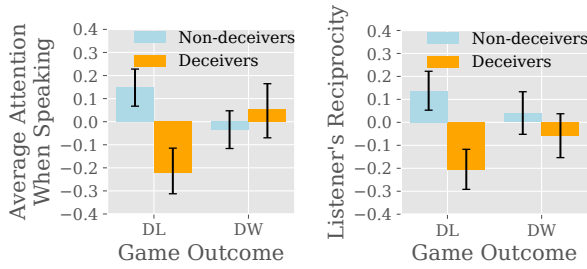 Average Attention
When Speaking
0.4
0.3
0.2
0.1
0.0
−0.1
−0.2
−0.3
−0.4
Non-deceivers
Deceivers
DL
DW
Game Outcome
Listener's Reciprocity
0.4
0.3
0.2
0.1
0.0
−0.1
−0.2
−0.3
−0.4
Non-deceivers
Deceivers
DL
DW
Game Outcome